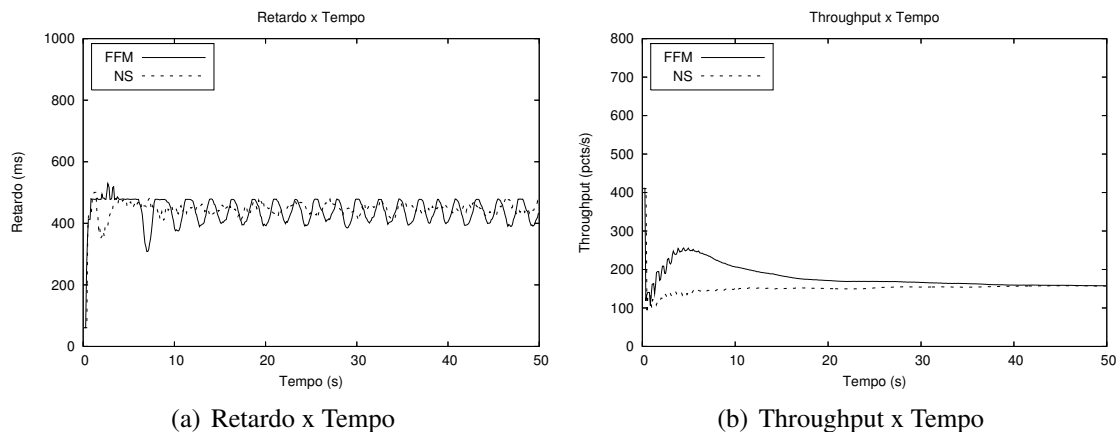 Retardo x Tempo
FFM
NS
1000
800
600
400
200
0
Retardo (ms)
0 10 20 30 40 50
Tempo (s)
(a) Retardo x Tempo
Throughput x Tempo
FFM
NS
800
700
600
500
400
300
200
100
0
Throughput (pcts/s)
0 10 20 30 40 50
Tempo (s)
(b) Throughput x Tempo